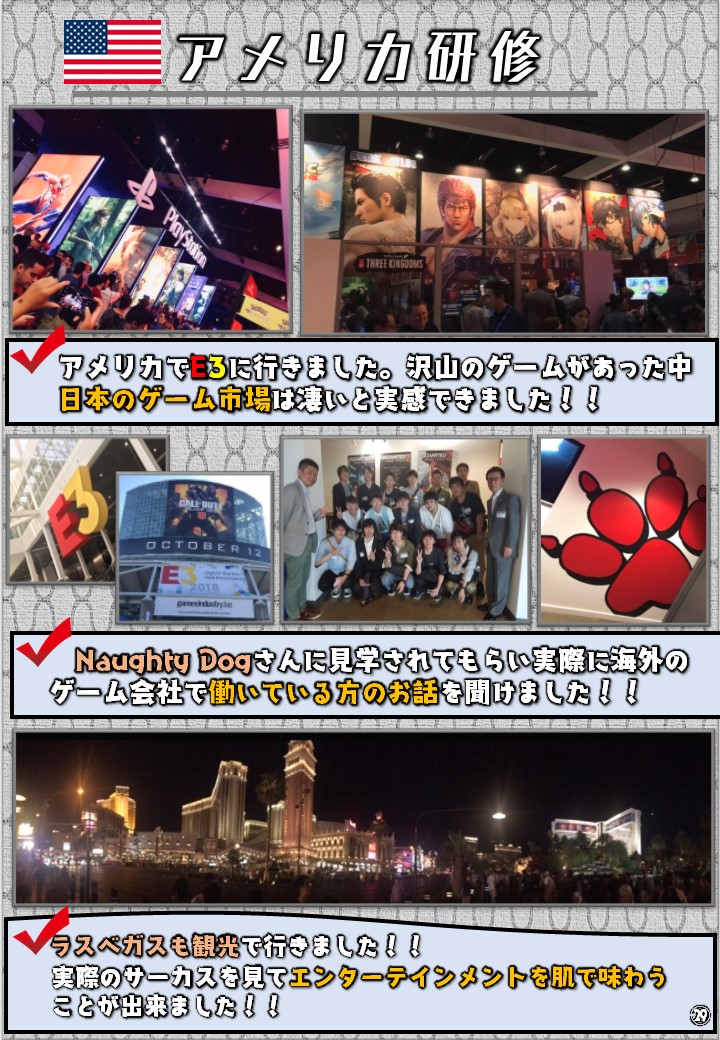 アメリカ研修
PlayStation
THREE KINGDOMS
アメリカでE3に行きました。沢山のゲームがあった中
日本のゲーム市場は凄いと実感できました！！
E3
CALL OF DUTY
OCTOBER 12
E3
2018
gamesindustry.biz
Naughty Dogさんに見学されてもらい実際に海外の
ゲーム会社で働いている方のお話を聞けました！！
ラスベガスも観光で行きました！！
実際のサーカスを見てエンターテインメントを肌で味わう
ことが出来ました！！
29